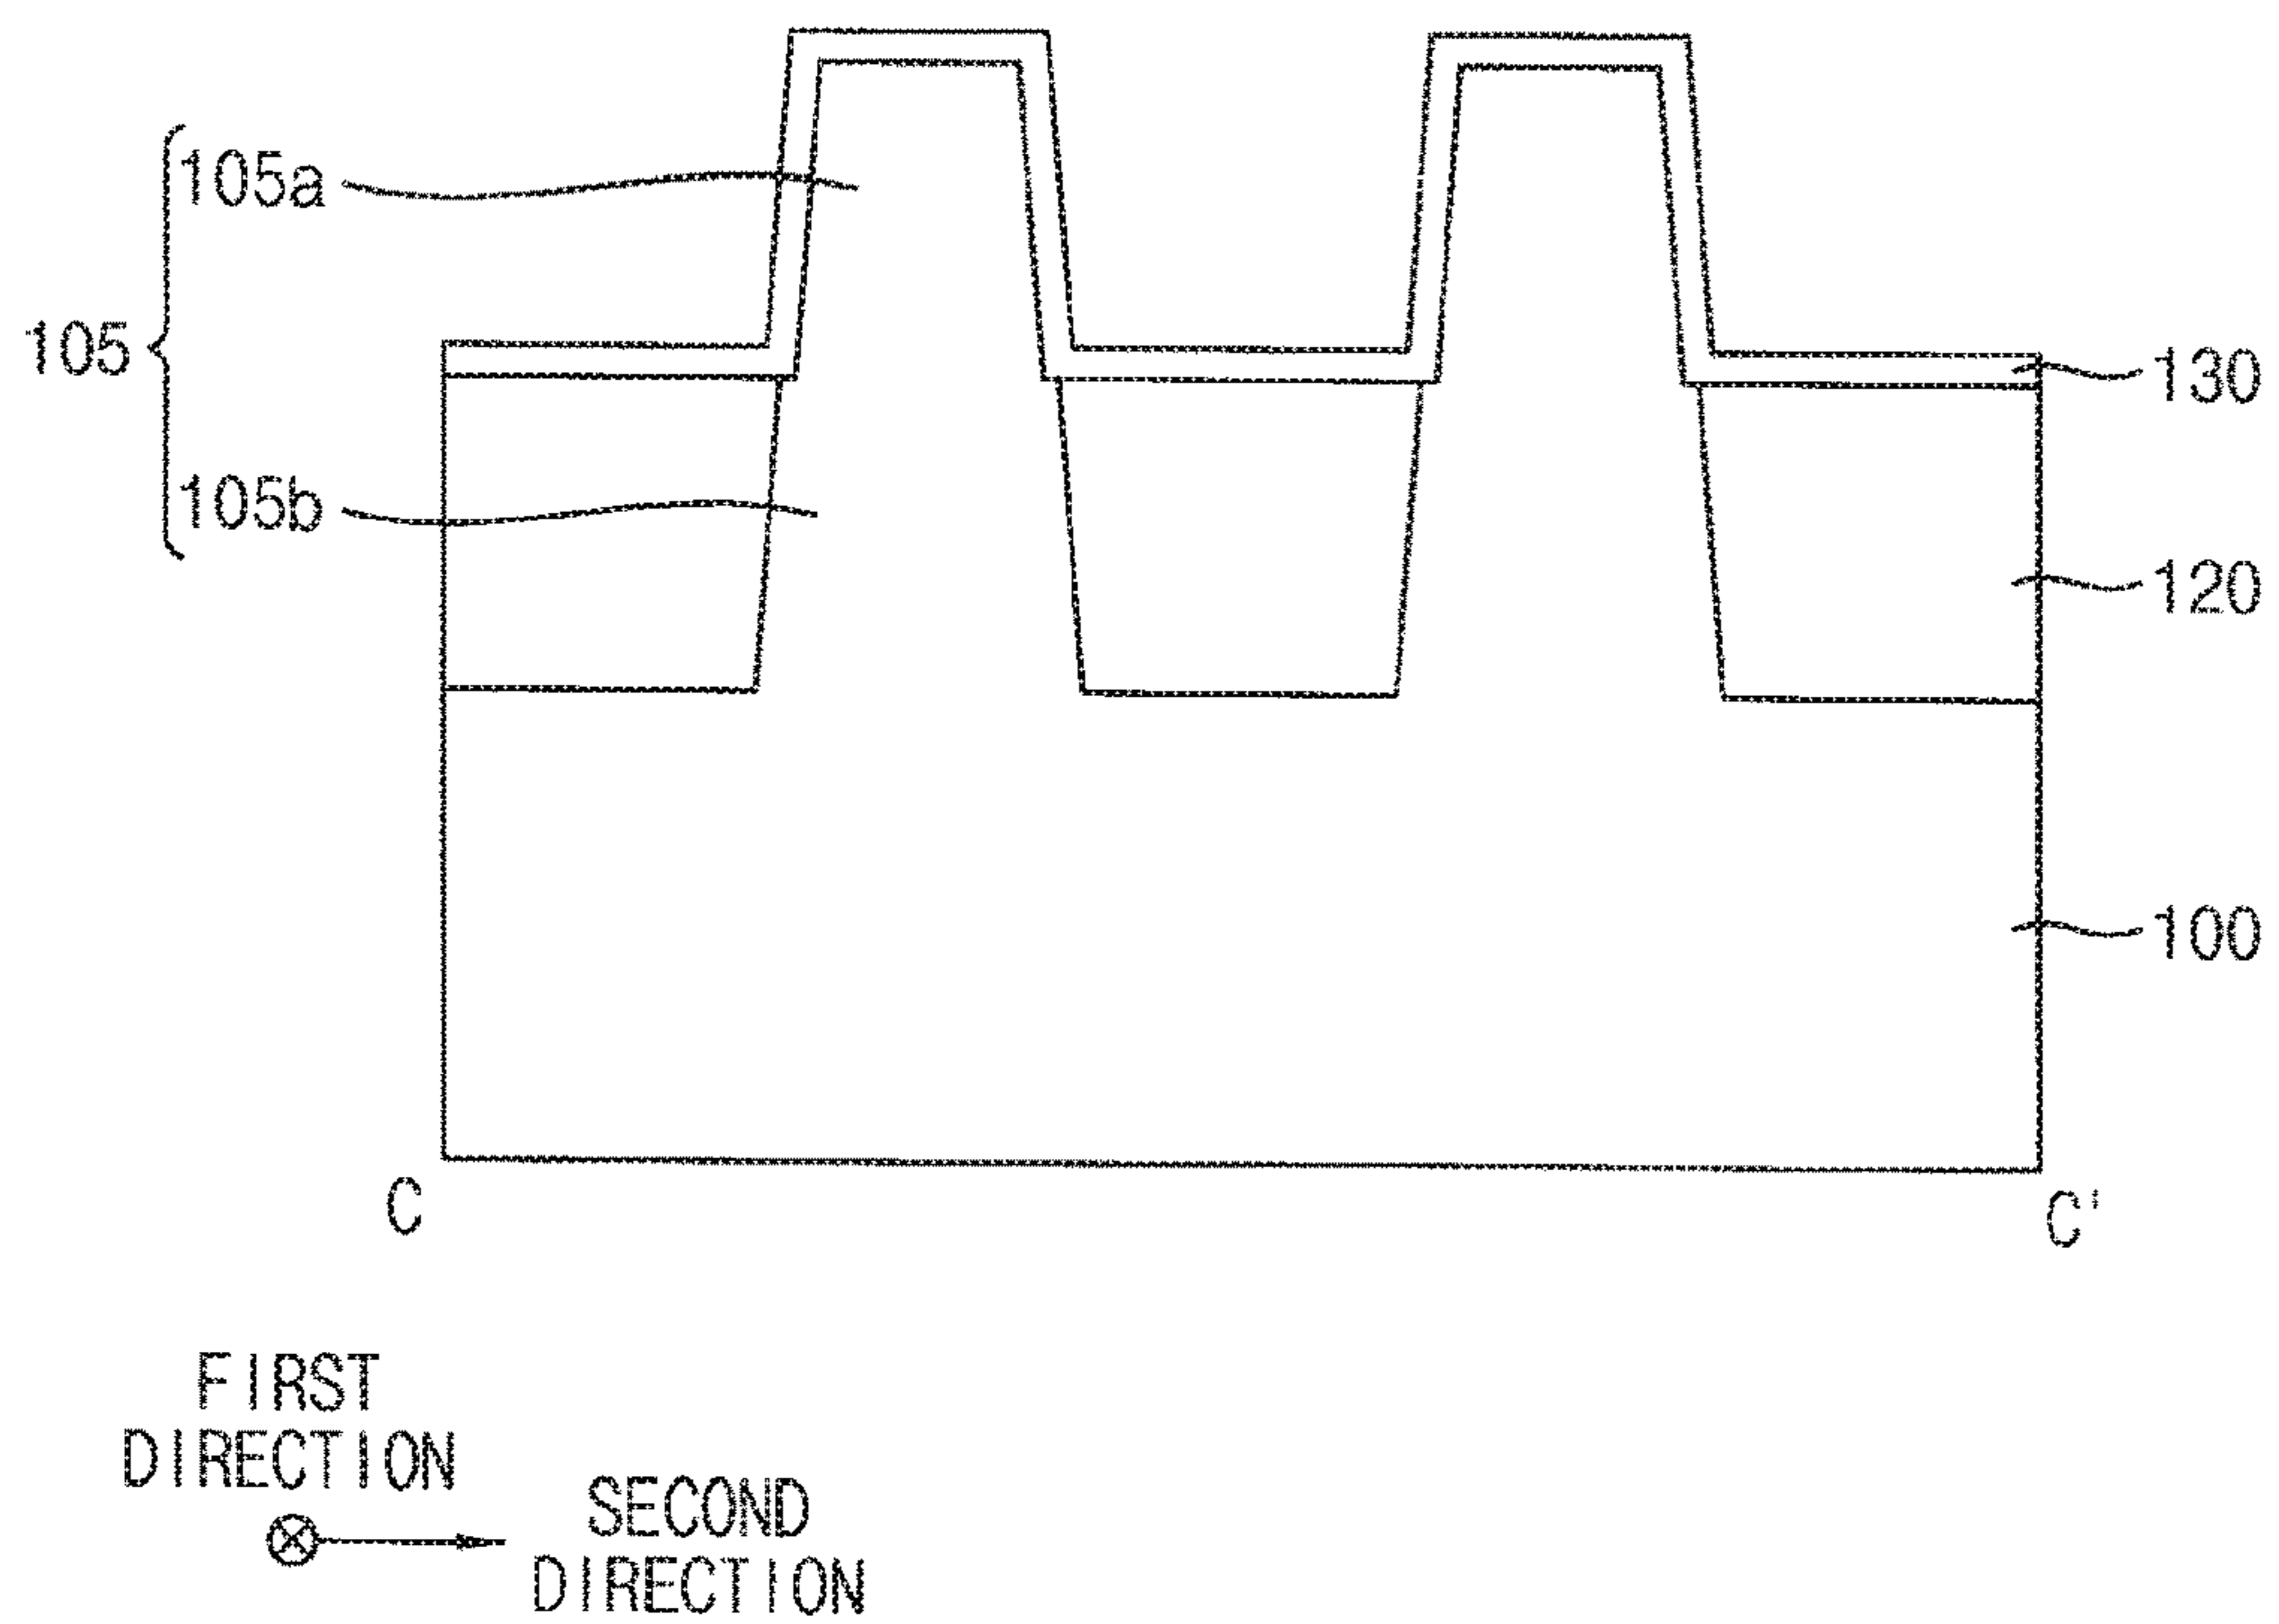 105a
105
105b
130
120
100
C
C'
FIRST
DIRECTION
SECOND
DIRECTION